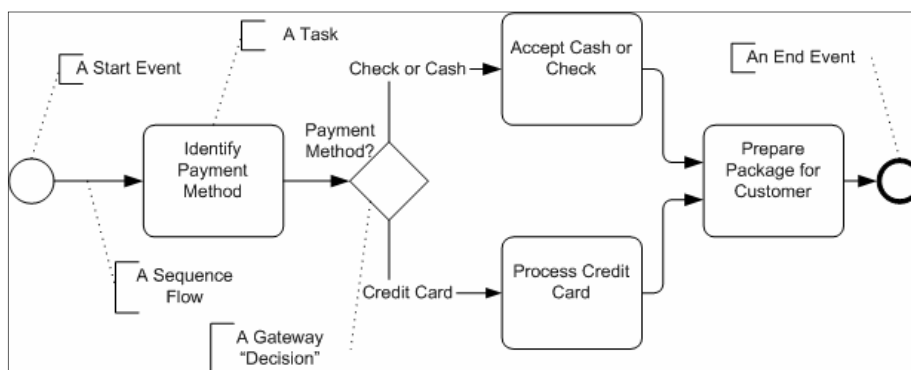 A Task
A Start Event
Accept Cash or
Check
An End Event
Check or Cash
Payment
Method?
Identify
Payment
Method
Prepare
Package for
Customer
A Sequence
Flow
Credit Card
Process Credit
Card
A Gateway
“Decision”